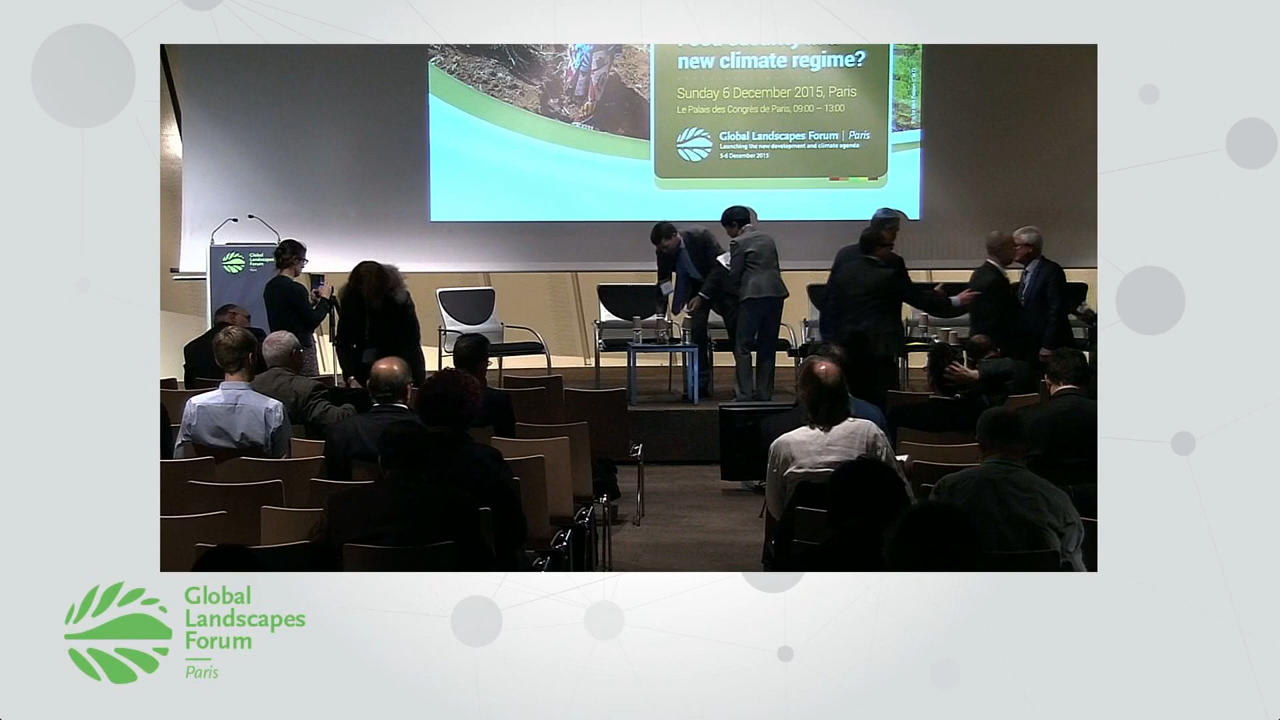 new climate regime?
Sunday 6 December 2015, Paris
Le Palais des Congrès de Paris, 09:00 – 13:00
Global Landscapes Forum | Paris
Launching the new development and climate agenda
5-6 December 2015
Global
Landscapes
Forum
Global
Landscapes
Forum
Paris